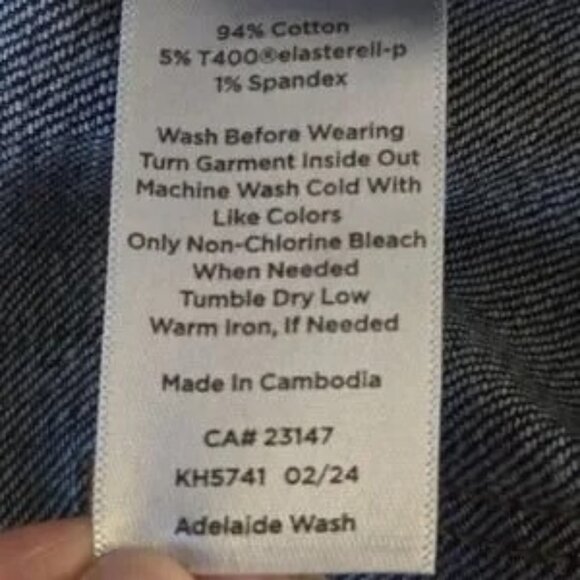 94% Cotton
5% T400®elasterell-p
1% Spandex
Wash Before Wearing
Turn Garment Inside Out
Machine Wash Cold With
Like Colors
Only Non-Chlorine Bleach
When Needed
Tumble Dry Low
Warm Iron, If Needed
Made In Cambodia
CA# 23147
KH5741 02/24
Adelaide Wash